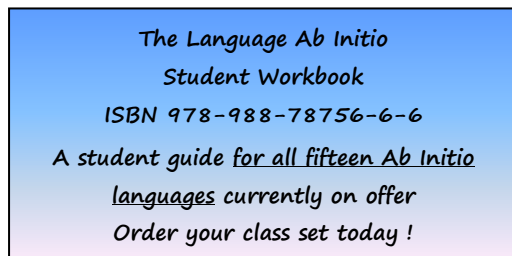 The Language Ab Initio
Student Workbook
ISBN 978-988-78756-6-6
A student guide for all fifteen Ab Initio
languages currently on offer
Order your class set today !